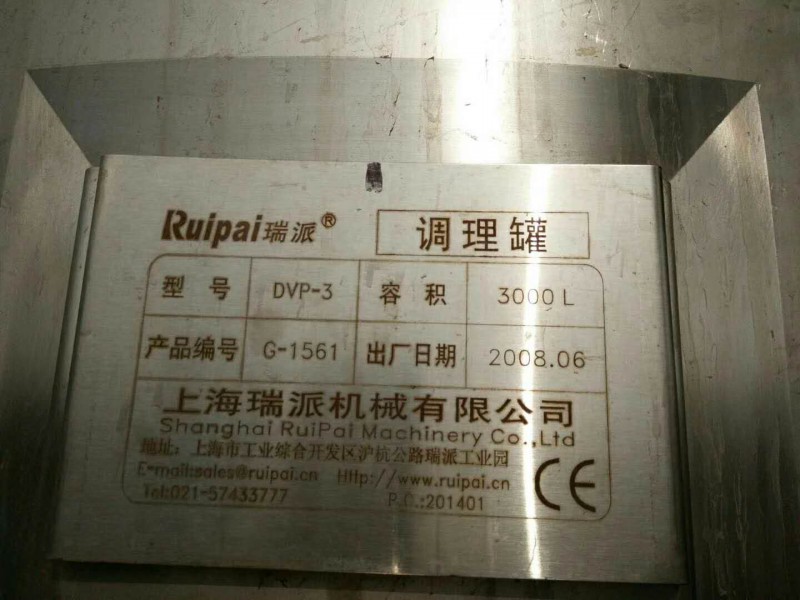 Ruipai瑞派® 调理罐
型号 DVP-3 容积 3000L
产品编号 G-1561 出厂日期 2008.06
上海瑞派机械有限公司
Shanghai RuiPai Machinery Co.,Ltd
地址：上海市工业综合开发区沪杭公路瑞派工业园
E-mail:sales@ruipai.cn Http://www.ruipai.cn
Tel:021-57433777 P.C.:201401
CE